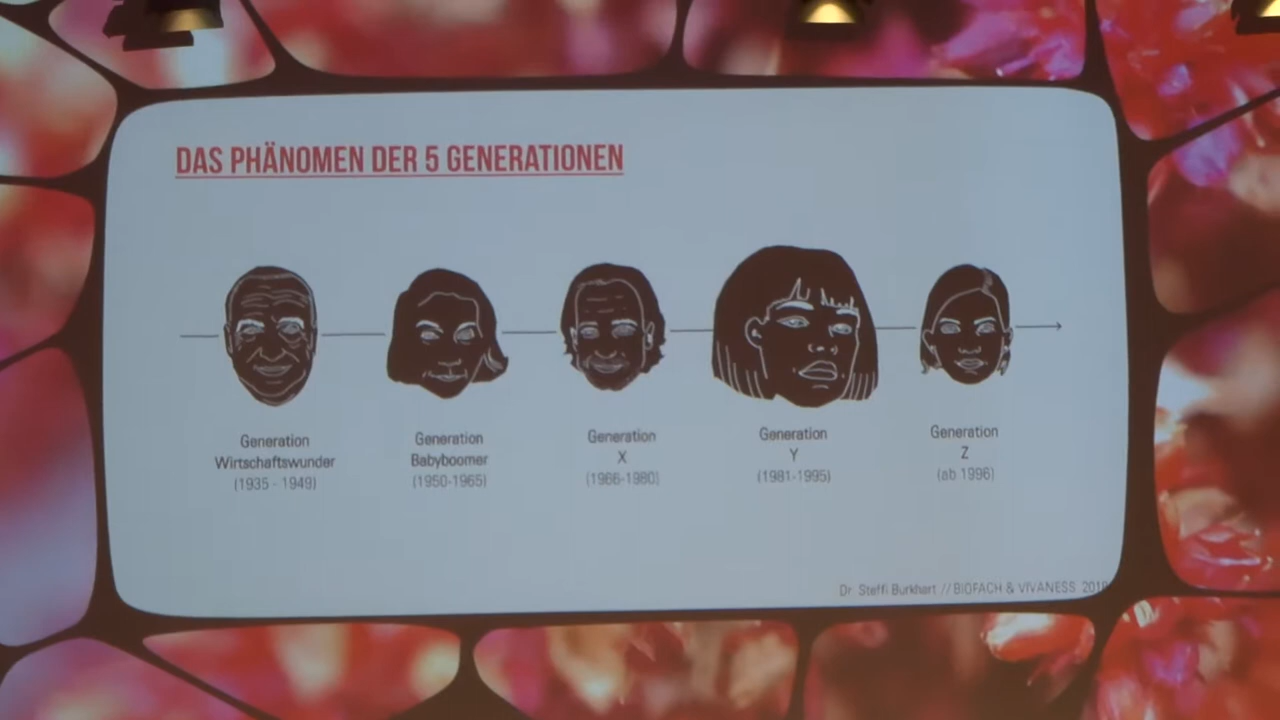 DAS PHÄNOMEN DER 5 GENERATIONEN
Generation
Wirtschaftswunder
(1935 - 1949)
Generation
Babyboomer
(1950-1965)
Generation
X
(1966-1980)
Generation
Y
(1981-1995)
Generation
Z
(ab 1996)
Dr. Steffi Burkhart // BIOFACH & VIVANESS